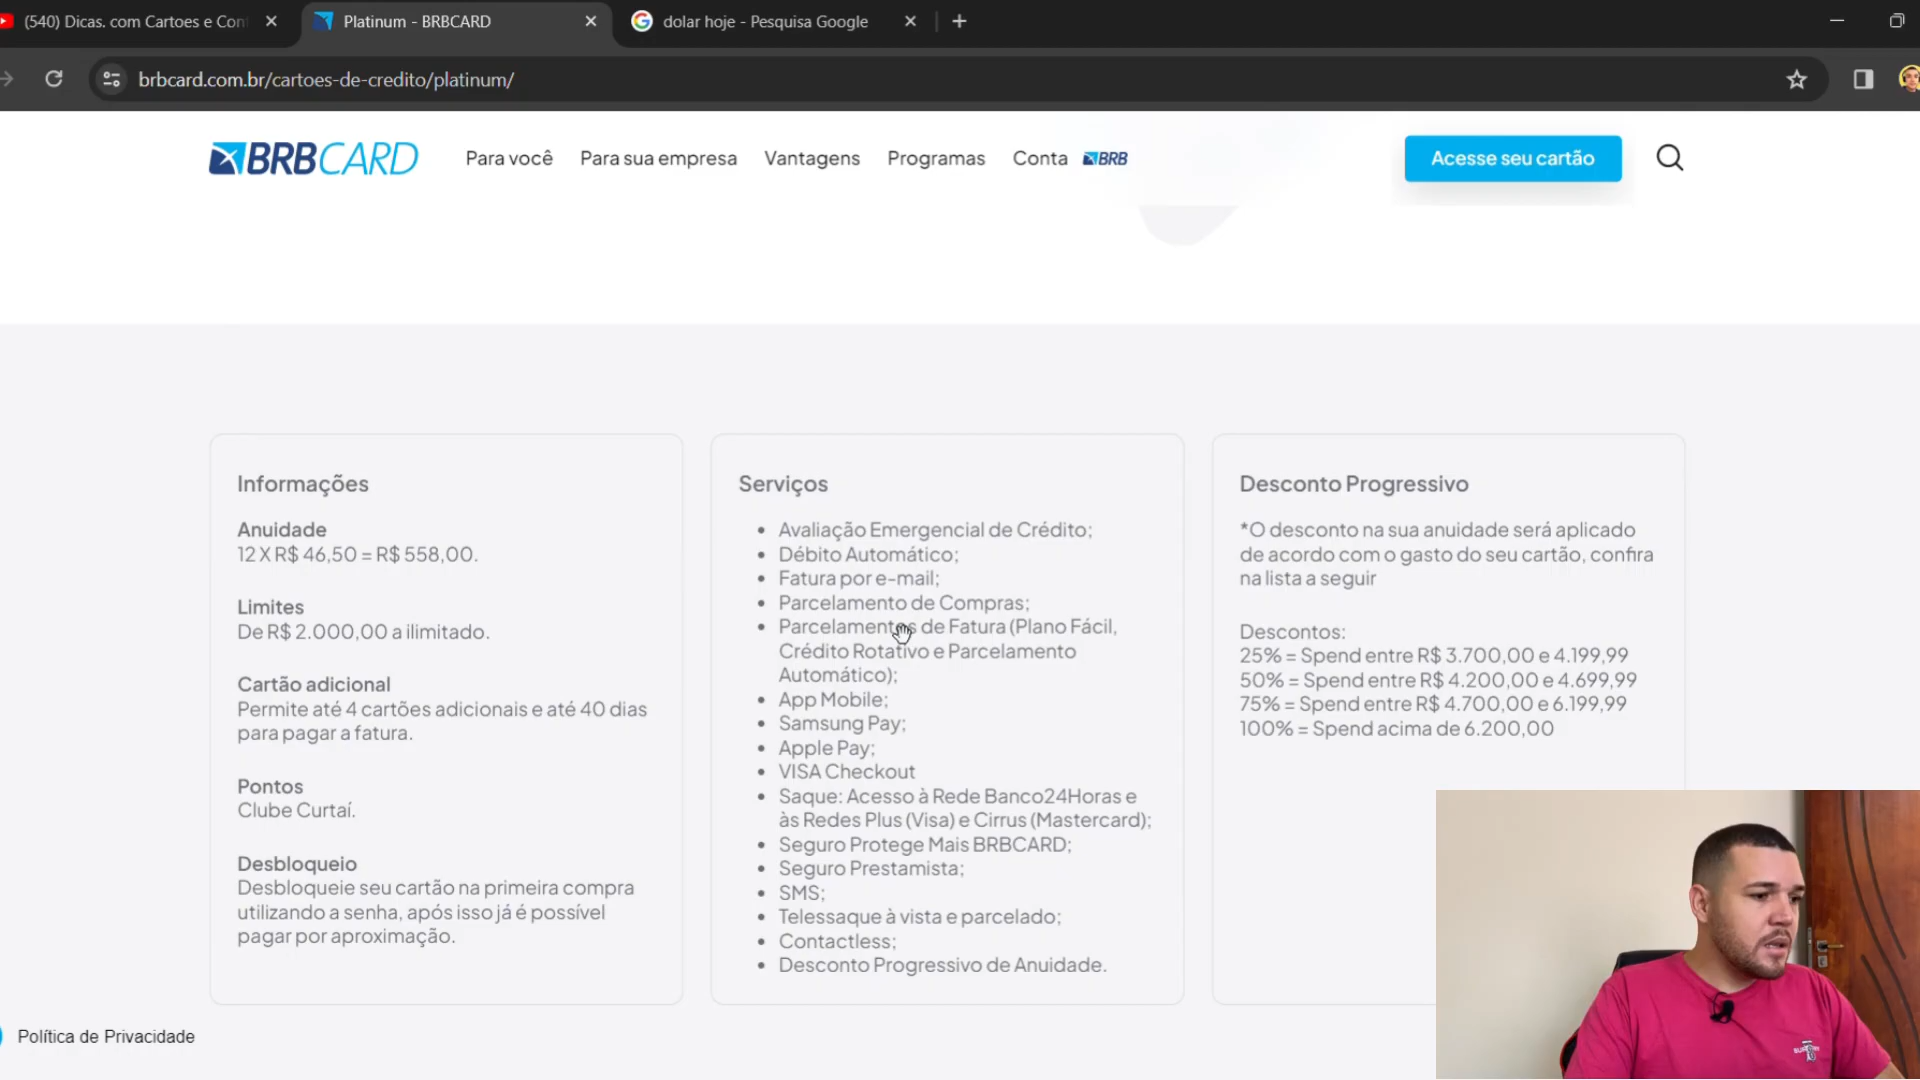 (540) Dicas. com Cartoes e Con
Platinum - BRBCARD
dolar hoje - Pesquisa Google
brbcard.com.br/cartoes-de-credito/platinum/
BRBCARD
Para você
Para sua empresa
Vantagens
Programas
Conta BRB
Acesse seu cartão
Informações
Anuidade
12 X R$ 46,50 = R$ 558,00.
Limites
De R$ 2.000,00 a ilimitado.
Cartão adicional
Permite até 4 cartões adicionais e até 40 dias
para pagar a fatura.
Pontos
Clube Curtaí.
Desbloqueio
Desbloqueie seu cartão na primeira compra
utilizando a senha, após isso já é possível
pagar por aproximação.
Serviços
Avaliação Emergencial de Crédito;
Débito Automático;
Fatura por e-mail;
Parcelamento de Compras;
Parcelamentos de Fatura (Plano Fácil,
Crédito Rotativo e Parcelamento
Automático);
App Mobile;
Samsung Pay;
Apple Pay;
VISA Checkout
Saque: Acesso à Rede Banco24Horas e
às Redes Plus (Visa) e Cirrus (Mastercard);
Seguro Protege Mais BRBCARD;
Seguro Prestamista;
SMS;
Telessaque à vista e parcelado;
Contactless;
Desconto Progressivo de Anuidade.
Desconto Progressivo
*O desconto na sua anuidade será aplicado
de acordo com o gasto do seu cartão, confira
na lista a seguir
Descontos:
25% = Spend entre R$ 3.700,00 e 4.199,99
50% = Spend entre R$ 4.200,00 e 4.699,99
75% = Spend entre R$ 4.700,00 e 6.199,99
100% = Spend acima de 6.200,00
Política de Privacidade